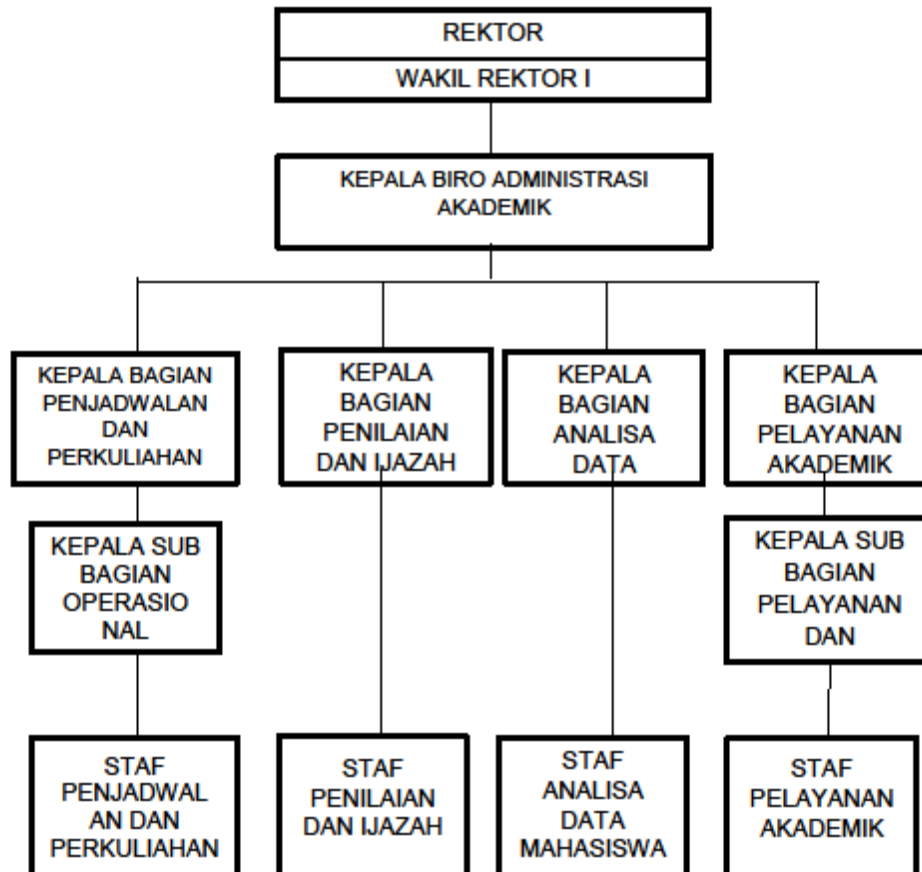 REKTOR
WAKIL REKTOR I
KEPALA BIRO ADMINISTRASI
AKADEMIK
KEPALA BAGIAN
PENJADWALAN
DAN
PERKULIAHAN
KEPALA
BAGIAN
PENILAIAN
DAN IJAZAH
KEPALA
BAGIAN
ANALISA
DATA
KEPALA
BAGIAN
PELAYANAN
AKADEMIK
KEPALA SUB
BAGIAN
OPERASIO
NAL
KEPALA SUB
BAGIAN
PELAYANAN
DAN
STAF
PENJADWAL
AN DAN
PERKULIAHAN
STAF
PENILAIAN
DAN IJAZAH
STAF
ANALISA
DATA
MAHASISWA
STAF
PELAYANAN
AKADEMIK